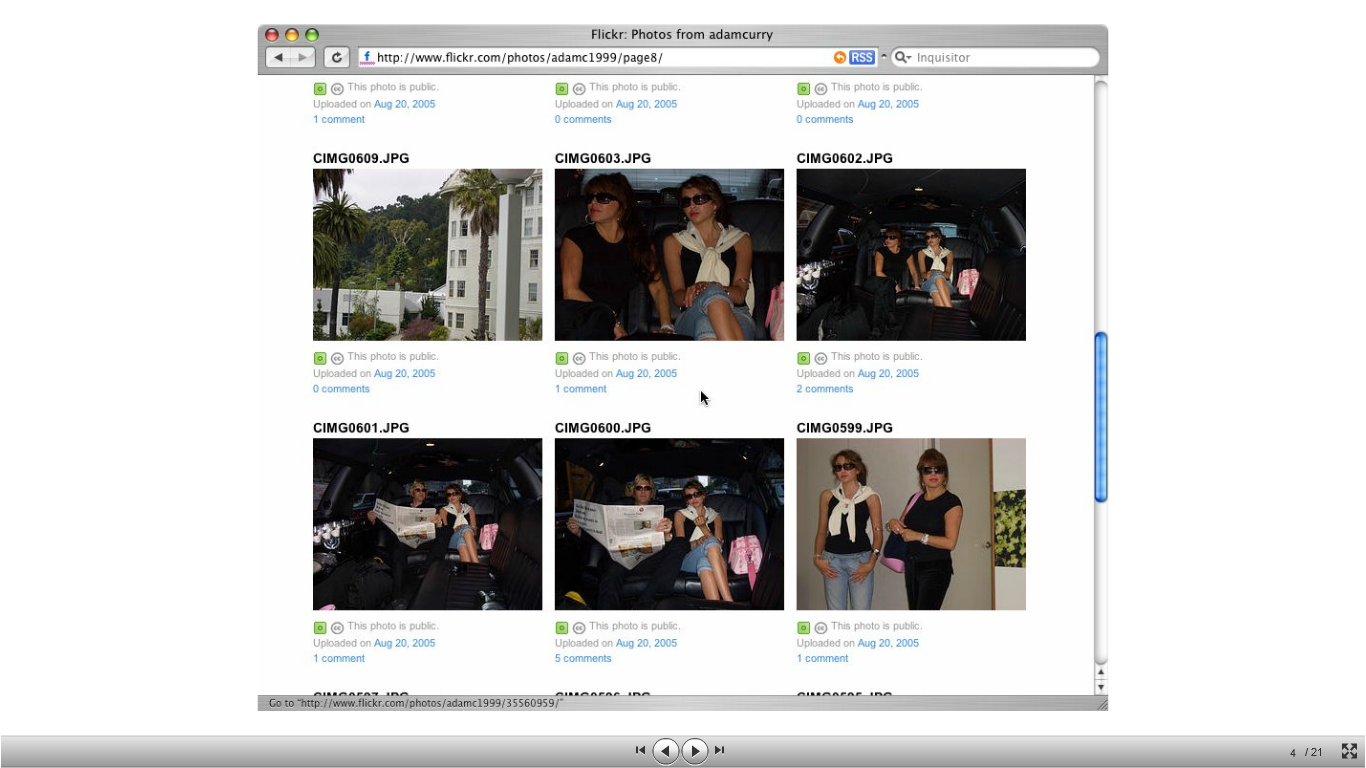 Flickr: Photos from adamcurry
http://www.flickr.com/photos/adamc1999/page8/
RSS
Inquisitor
This photo is public. This photo is public. This photo is public.
Uploaded on Aug 20, 2005 Uploaded on Aug 20, 2005 Uploaded on Aug 20, 2005
1 comment 0 comments 0 comments
CIMG0609.JPG CIMG0603.JPG CIMG0602.JPG
This photo is public. This photo is public. This photo is public.
Uploaded on Aug 20, 2005 Uploaded on Aug 20, 2005 Uploaded on Aug 20, 2005
0 comments 1 comment 2 comments
CIMG0601.JPG CIMG0600.JPG CIMG0599.JPG
This photo is public. This photo is public. This photo is public.
Uploaded on Aug 20, 2005 Uploaded on Aug 20, 2005 Uploaded on Aug 20, 2005
1 comment 5 comments 1 comment
Go to "http://www.flickr.com/photos/adamc1999/35560959/"
4 / 21